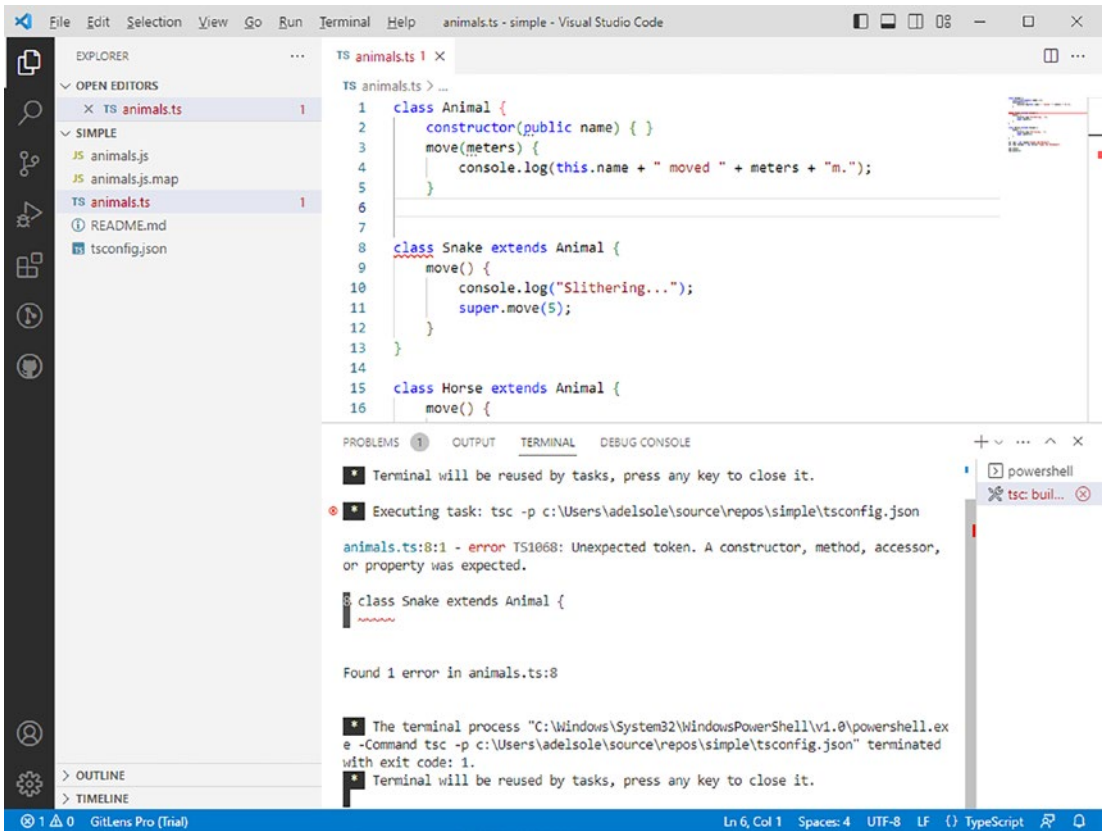 File Edit Selection View Go Run Terminal Help animals.ts - simple - Visual Studio Code
EXPLORER
OPEN EDITORS
TS animals.ts 1
SIMPLE
JS animals.js
JS animals.js.map
TS animals.ts 1
README.md
TS tsconfig.json
OUTLINE
TIMELINE
TS animals.ts 1
TS animals.ts > ...
1 class Animal {
2     constructor(public name) { }
3     move(meters) {
4         console.log(this.name + " moved " + meters + "m.");
5     }
6
7
8 class Snake extends Animal {
9     move() {
10         console.log("Slithering...");
11         super.move(5);
12     }
13 }
14
15 class Horse extends Animal {
16     move() {
PROBLEMS 1 OUTPUT TERMINAL DEBUG CONSOLE
* Terminal will be reused by tasks, press any key to close it.
* Executing task: tsc -p c:\Users\adelsole\source\repos\simple\tsconfig.json
animals.ts:8:1 - error TS1068: Unexpected token. A constructor, method, accessor,
or property was expected.
8 class Snake extends Animal {
~~~~~
Found 1 error in animals.ts:8
* The terminal process "C:\Windows\System32\WindowsPowerShell\v1.0\powershell.ex
e -Command tsc -p c:\Users\adelsole\source\repos\simple\tsconfig.json" terminated
with exit code: 1.
* Terminal will be reused by tasks, press any key to close it.
powershell
tsc: buil...
1 0 GitLens Pro (Trial) Ln 6, Col 1 Spaces: 4 UTF-8 LF {} TypeScript